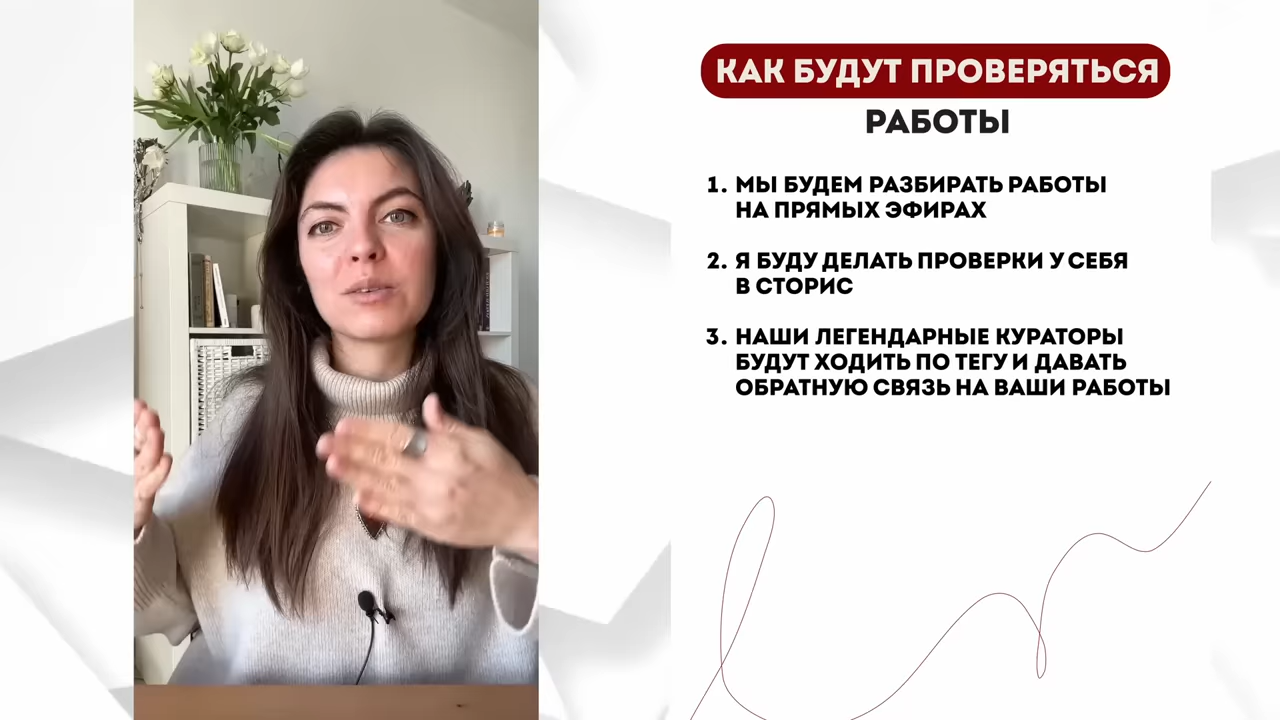 КАК БУДУТ ПРОВЕРЯТЬСЯ
РАБОТЫ
1. МЫ БУДЕМ РАЗБИРАТЬ РАБОТЫ
НА ПРЯМЫХ ЭФИРАХ
2. Я БУДУ ДЕЛАТЬ ПРОВЕРКИ У СЕБЯ
В СТОРИС
3. НАШИ ЛЕГЕНДАРНЫЕ КУРАТОРЫ
БУДУТ ХОДИТЬ ПО ТЕГУ И ДАВАТЬ
ОБРАТНУЮ СВЯЗЬ НА ВАШИ РАБОТЫ